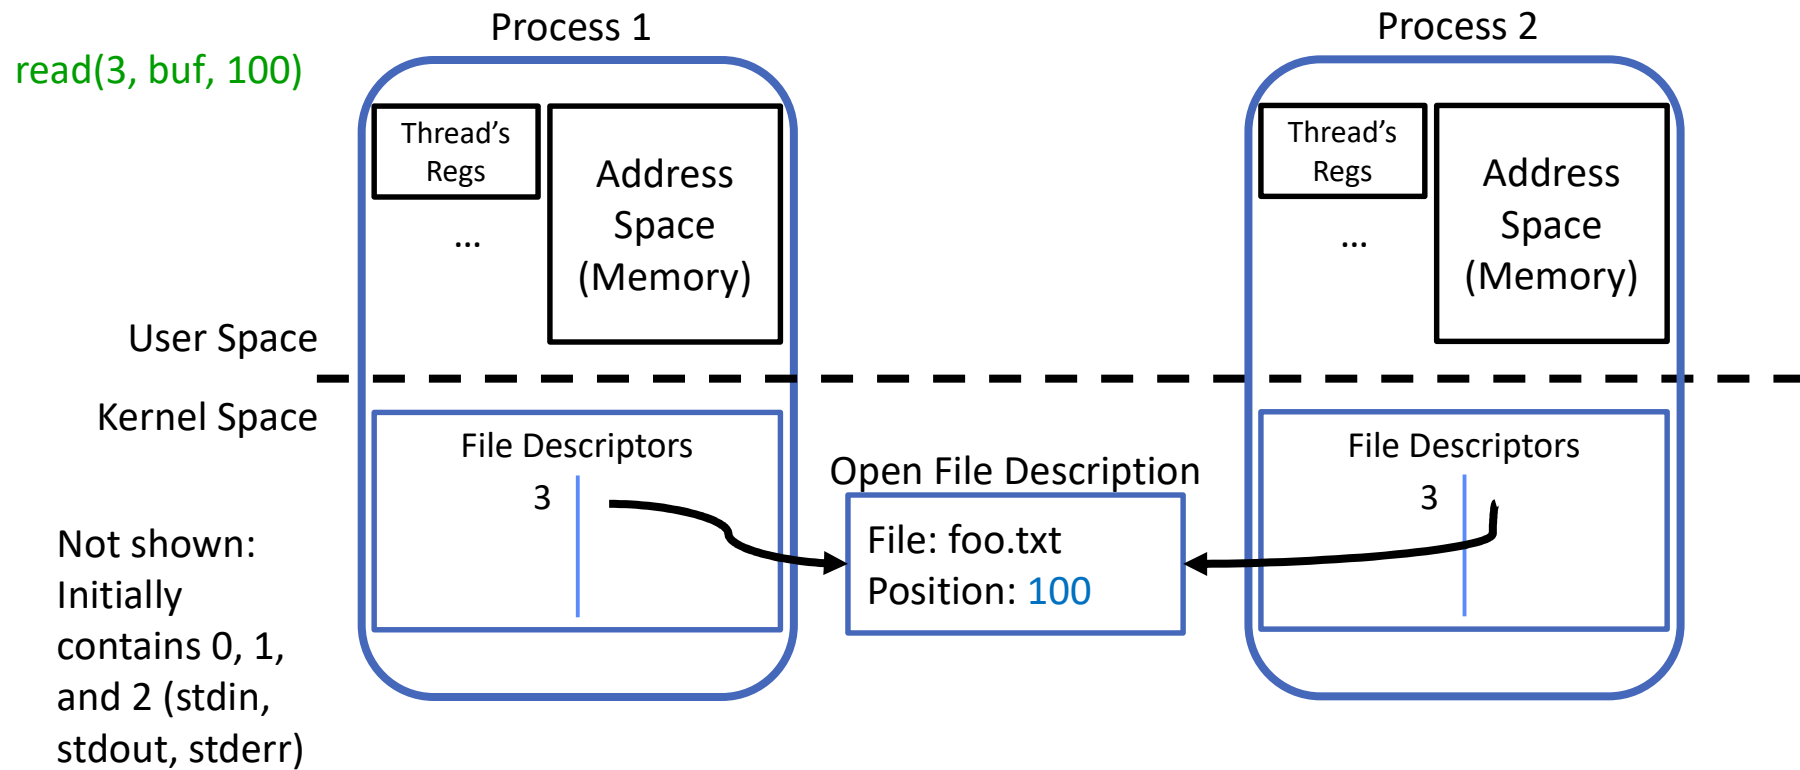 Process 1
Process 2
read(3, buf, 100)
Thread’s
Regs
...
Address
Space
(Memory)
Thread’s
Regs
...
Address
Space
(Memory)
User Space
Kernel Space
File Descriptors
3
Open File Description
File: foo.txt
Position: 100
File Descriptors
3
Not shown:
Initially
contains 0, 1,
and 2 (stdin,
stdout, stderr)